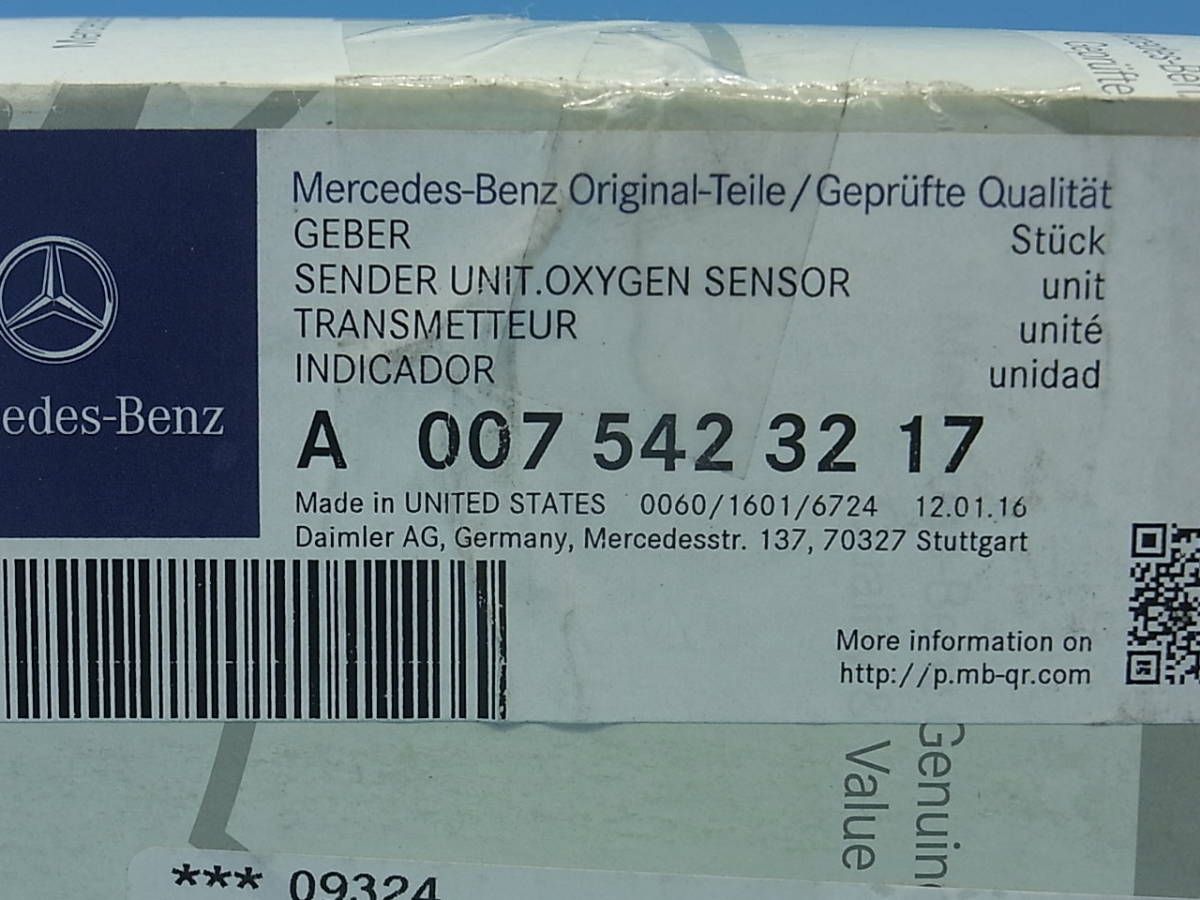 Mercedes-Benz Original-Teile/Geprüfte Qualität
GEBER Stück
SENDER UNIT.OXYGEN SENSOR unit
TRANSMETTEUR unité
INDICADOR unidad
edes-Benz
A 007 542 32 17
Made in UNITED STATES 0060/1601/6724 12.01.16
Daimler AG, Germany, Mercedesstr. 137, 70327 Stuttgart
More information on
http://p.mb-qr.com
Genuin
Value
*** 09324
Geprüfte